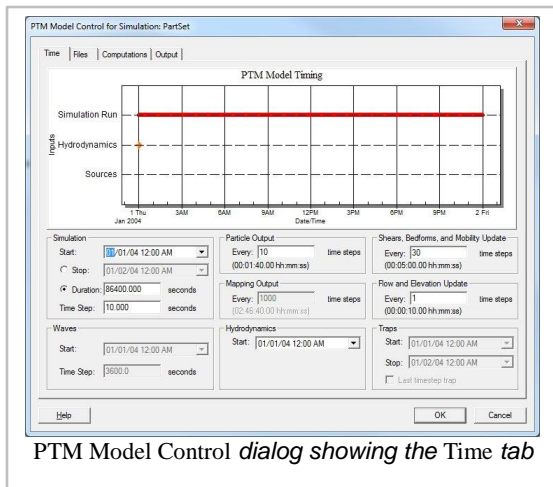 PTM Model Control for Simulation: PartSet
Time Files Computations Output
PTM Model Timing
Simulation Run
Inputs
Hydrodynamics
Sources
1 Thu 3AM 6AM 9AM 12PM 3PM 6PM 9PM 2 Fri
Jan 2004
Date/Time
Simulation
Start: 01/01/04 12:00 AM
Stop: 01/02/04 12:00 AM
Duration: 86400.000 seconds
Time Step: 10.000 seconds
Particle Output
Every: 10 time steps
(00:01:40.00 hh:mm:ss)
Shears, Bedforms, and Mobility Update
Every: 30 time steps
(00:05:00.00 hh:mm:ss)
Mapping Output
Every: 1000 time steps
(02:46:40.00 hh:mm:ss)
Flow and Elevation Update
Every: 1 time steps
(00:00:10.00 hh:mm:ss)
Waves
Start: 01/01/04 12:00 AM
Time Step: 3600.0 seconds
Hydrodynamics
Start: 01/01/04 12:00 AM
Traps
Start: 01/01/04 12:00 AM
Stop: 01/02/04 12:00 AM
Last timestep trap
Help OK Cancel
PTM Model Control dialog showing the Time tab